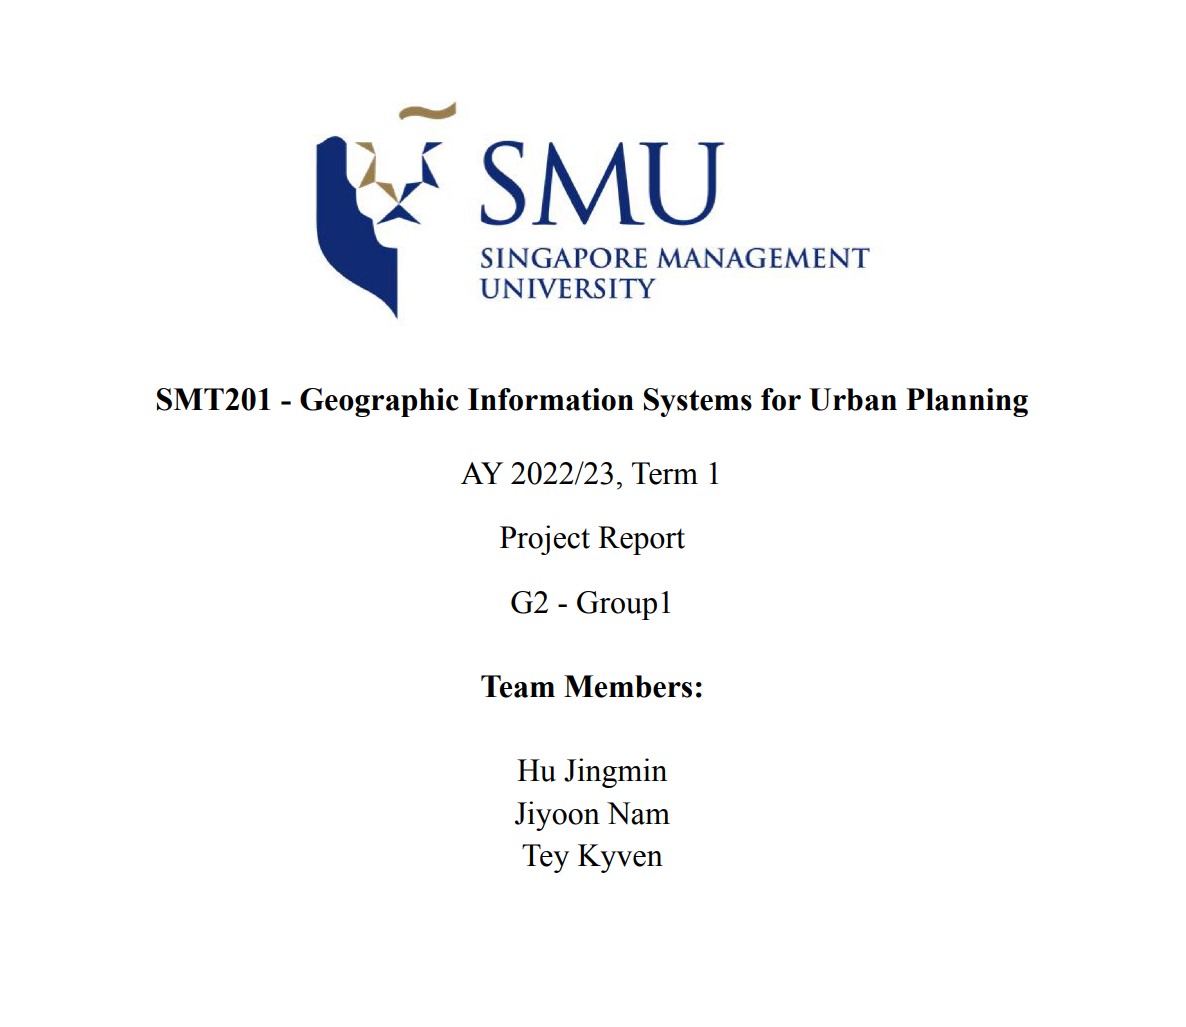 SMU
SINGAPORE MANAGEMENT
UNIVERSITY
SMT201 - Geographic Information Systems for Urban Planning
AY 2022/23, Term 1
Project Report
G2 - Group1
Team Members:
Hu Jingmin
Jiyoon Nam
Tey Kyven